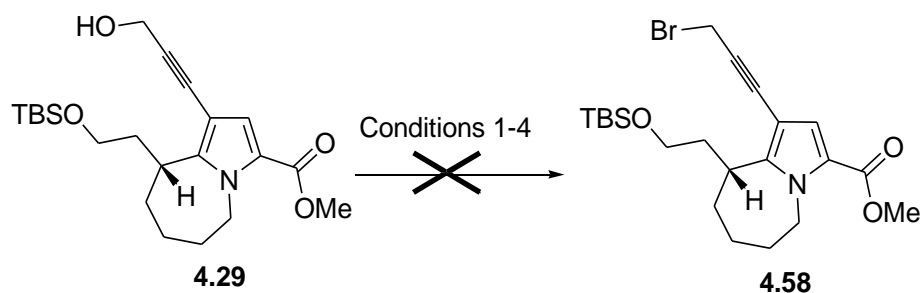 HO
TBSO
H
N
O
OMe
4.29
Conditions 1-4
Br
TBSO
H
N
O
OMe
4.58